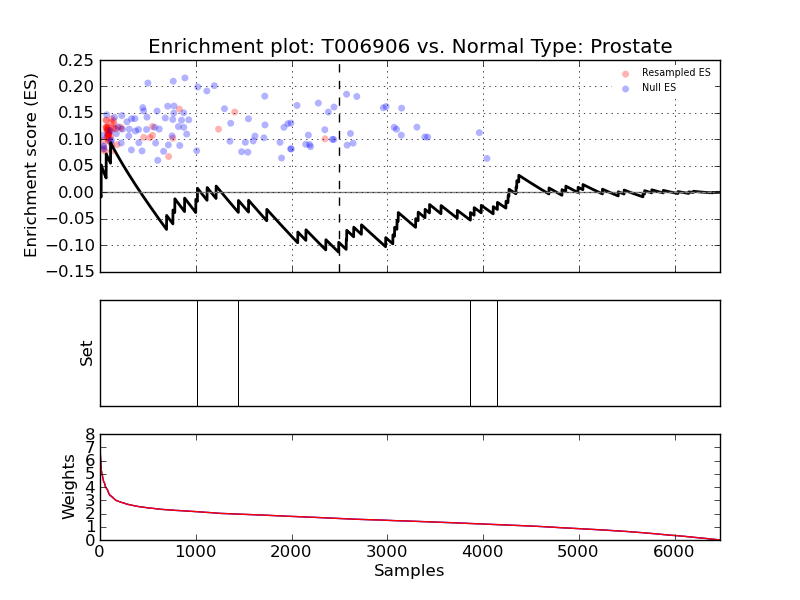 Enrichment plot: T006906 vs. Normal Type: Prostate
Enrichment score (ES)
0.25
0.20
0.15
0.10
0.05
0.00
−0.05
−0.10
−0.15
Resampled ES
Null ES
Set
Weights
8
7
6
5
4
3
2
1
0
0 1000 2000 3000 4000 5000 6000
Samples